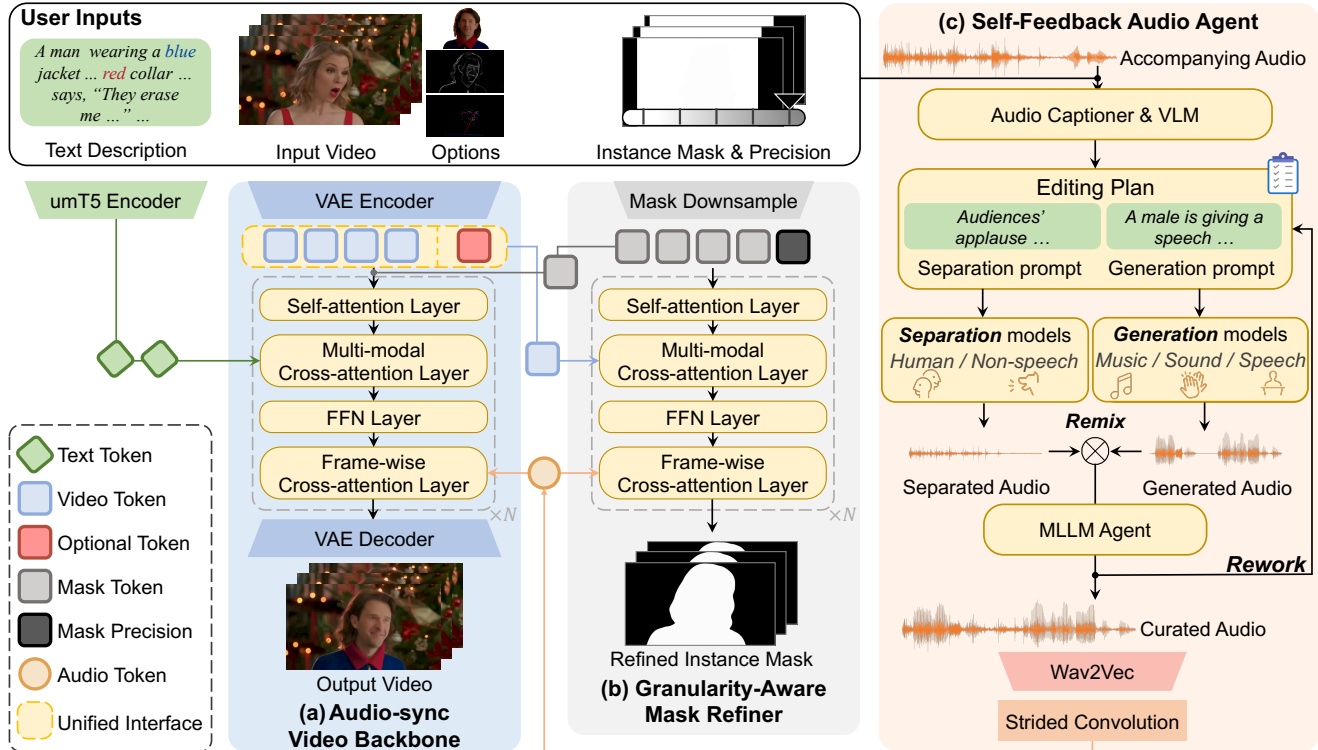 User Inputs
A man wearing a blue
jacket ... red collar ...
says, “They erase
me ...” ...
Text Description
Input Video
Options
Instance Mask & Precision
umT5 Encoder
VAE Encoder
Self-attention Layer
Multi-modal
Cross-attention Layer
FFN Layer
Frame-wise
Cross-attention Layer
×N
VAE Decoder
Output Video
(a) Audio-sync
Video Backbone
Mask Downsample
Self-attention Layer
Multi-modal
Cross-attention Layer
FFN Layer
Frame-wise
Cross-attention Layer
×N
Refined Instance Mask
(b) Granularity-Aware
Mask Refiner
Text Token
Video Token
Optional Token
Mask Token
Mask Precision
Audio Token
Unified Interface
(c) Self-Feedback Audio Agent
Accompanying Audio
Audio Captioner & VLM
Editing Plan
Audiences’
applause ...
A male is giving a
speech ...
Separation prompt
Generation prompt
Separation models
Human / Non-speech
Generation models
Music / Sound / Speech
Remix
Separated Audio
Generated Audio
MLLM Agent
Rework
Curated Audio
Wav2Vec
Strided Convolution